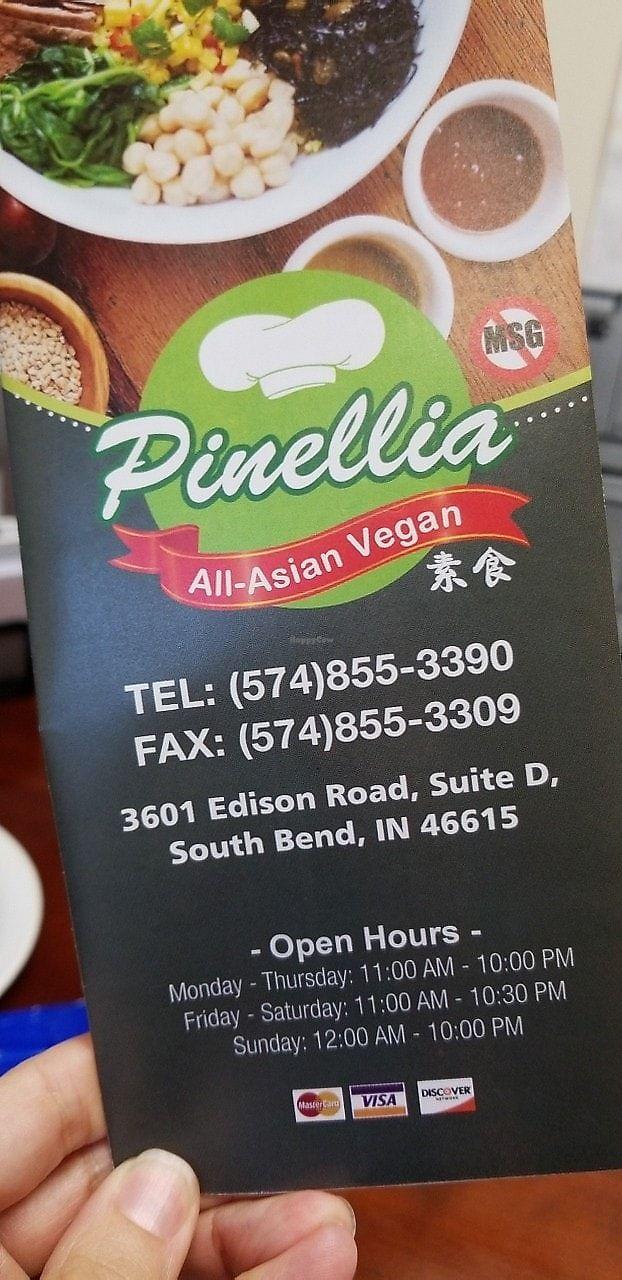 MSG
Pinellia
All-Asian Vegan
素食
HappyCow
TEL: (574)855-3390
FAX: (574)855-3309
3601 Edison Road, Suite D,
South Bend, IN 46615
- Open Hours -
Monday - Thursday: 11:00 AM - 10:00 PM
Friday - Saturday: 11:00 AM - 10:30 PM
Sunday: 12:00 AM - 10:00 PM
MasterCard VISA DISCOVER
NETWORK